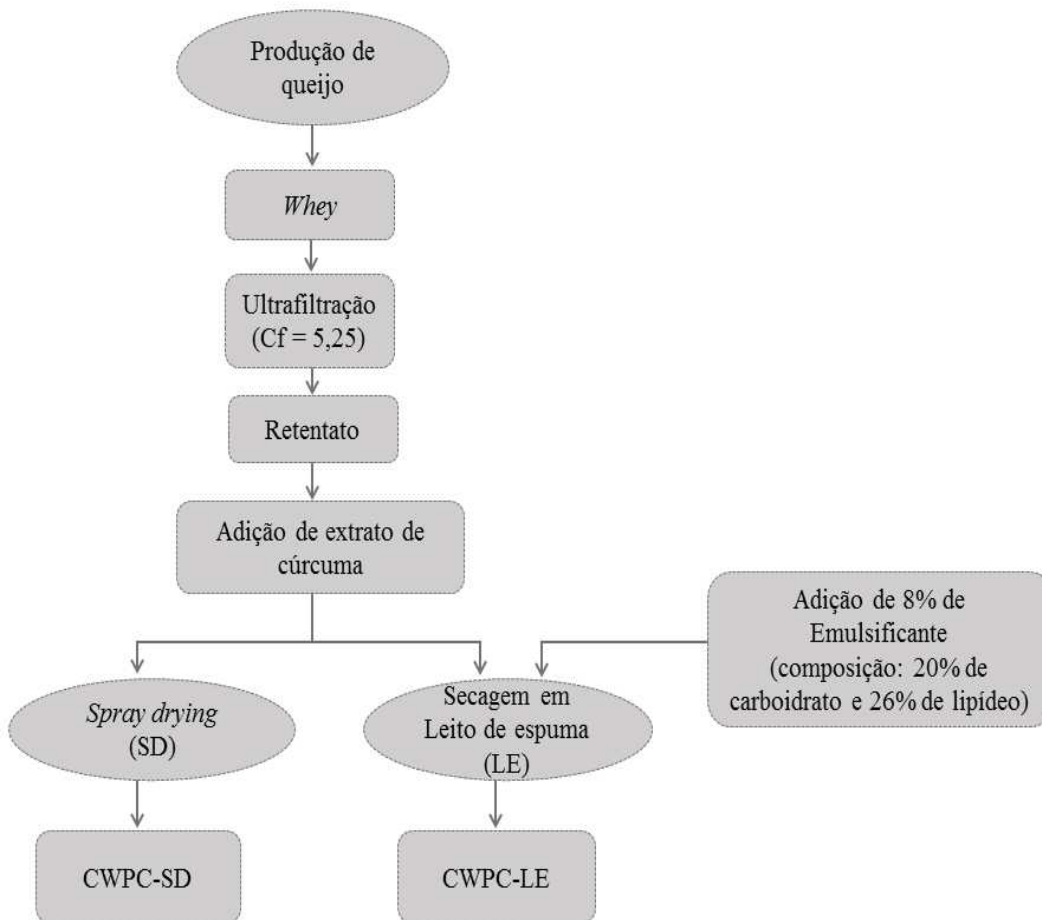 Produção de
queijo
Whey
Ultrafiltração
(Cf = 5,25)
Retentato
Adição de extrato de
cúrcuma
Adição de 8% de
Emulsificante
(composição: 20% de
carboidrato e 26% de lipídeo)
Spray drying
(SD)
Secagem em
Leito de espuma
(LE)
CWPC-SD
CWPC-LE